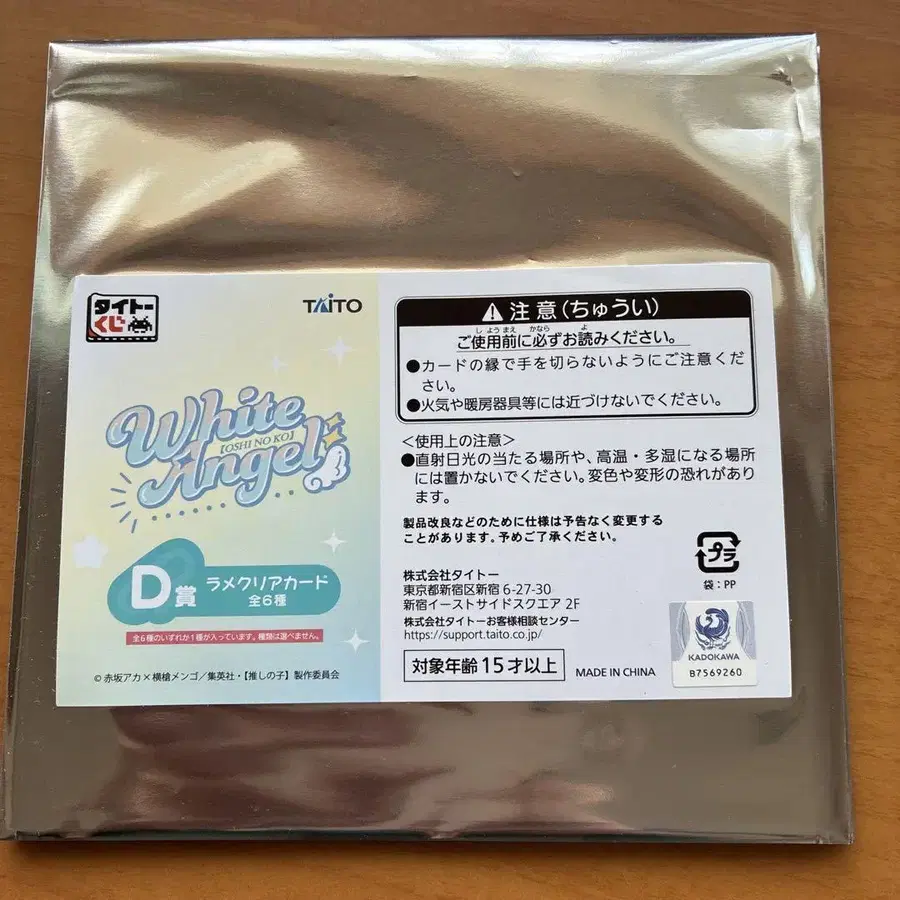 タイトー
くじ
TAITO
White
【OSHI NO KO】
Angel
D賞
ラメクリアカード
全6種
全6種のいずれか1種が入っています。種類は選べません。
©赤坂アカ×横槍メンゴ／集英社・【推しの子】製作委員会
注意(ちゅうい)
しようまえ かなら よ
ご使用前に必ずお読みください。
●カードの縁で手を切らないようにご注意くだ
さい。
●火気や暖房器具等には近づけないでください。
＜使用上の注意＞
●直射日光の当たる場所や、高温・多湿になる場所
には置かないでください。変色や変形の恐れがあり
ます。
製品改良などのために仕様は予告なく変更する
ことがあります。予めご了承ください。
株式会社タイトー
東京都新宿区新宿 6-27-30
新宿イーストサイドスクエア 2F
株式会社タイトーお客様相談センター
https://support.taito.co.jp/
対象年齢15才以上
MADE IN CHINA
プラ
袋：PP
KADOKAWA
B7569260